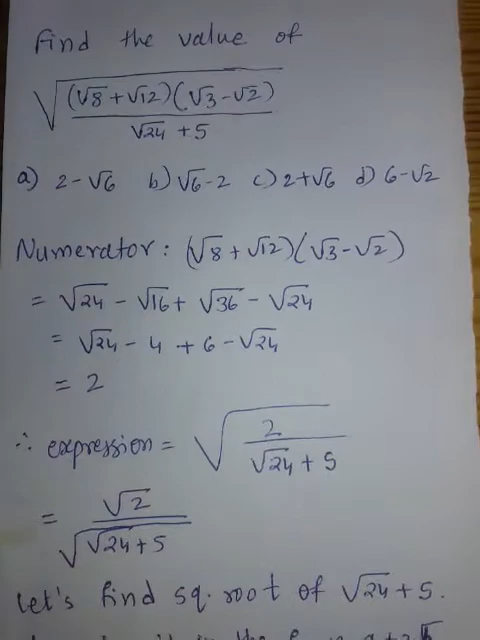 Find the value of
√((√8+√12)(√3-√2)
√24 +5)
a) 2-√6 b) √6-2 c) 2+√6 d) 6-√2
Numerator: (√8+√12)(√3-√2)
= √24 - √16 + √36 - √24
= √24 - 4 + 6 - √24
= 2
∴ expression = √(2
√24 + 5)
= √2
√(√24+5)
Let's find sq. root of √24+5.